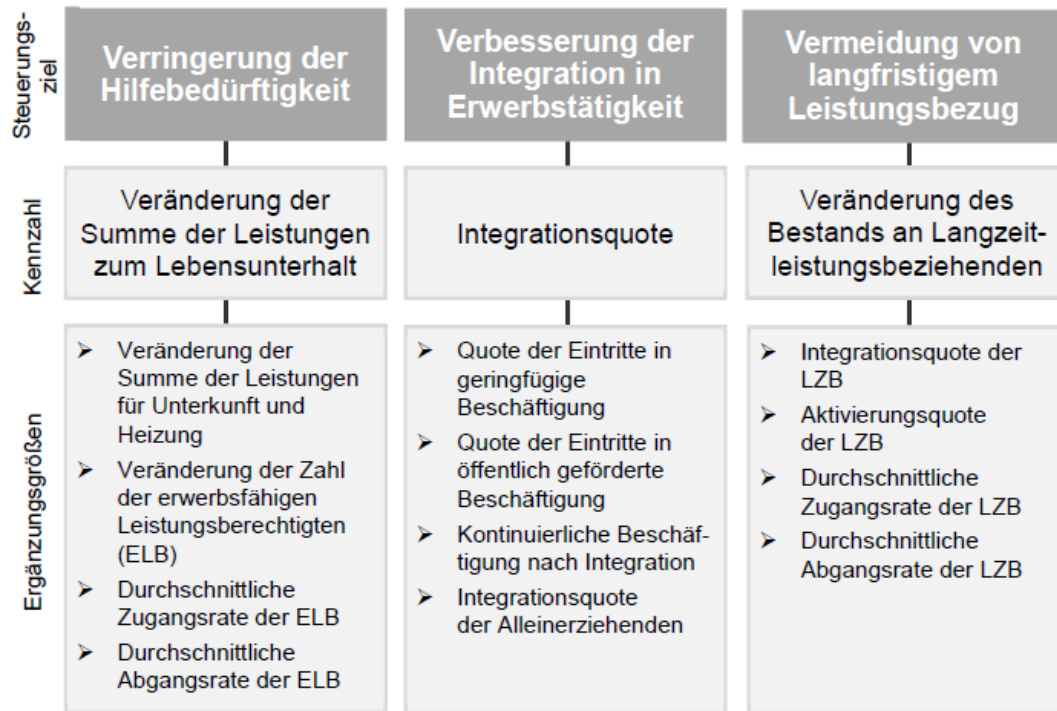 Steuerungs-
ziel
Verringerung der
Hilfebedürftigkeit
Verbesserung der
Integration in
Erwerbstätigkeit
Vermeidung von
langfristigem
Leistungsbezug
Kennzahl
Veränderung der
Summe der Leistungen
zum Lebensunterhalt
Integrationsquote
Veränderung des
Bestands an Langzeit-
leistungsbeziehenden
Ergänzungsgrößen
➢ Veränderung der
Summe der Leistungen
für Unterkunft und
Heizung
➢ Veränderung der Zahl
der erwerbsfähigen
Leistungsberechtigten
(ELB)
➢ Durchschnittliche
Zugangsrate der ELB
➢ Durchschnittliche
Abgangsrate der ELB
➢ Quote der Eintritte in
geringfügige
Beschäftigung
➢ Quote der Eintritte in
öffentlich geförderte
Beschäftigung
➢ Kontinuierliche Beschäf-
tigung nach Integration
➢ Integrationsquote
der Alleinerziehenden
➢ Integrationsquote der
LZB
➢ Aktivierungsquote
der LZB
➢ Durchschnittliche
Zugangsrate der LZB
➢ Durchschnittliche
Abgangsrate der LZB